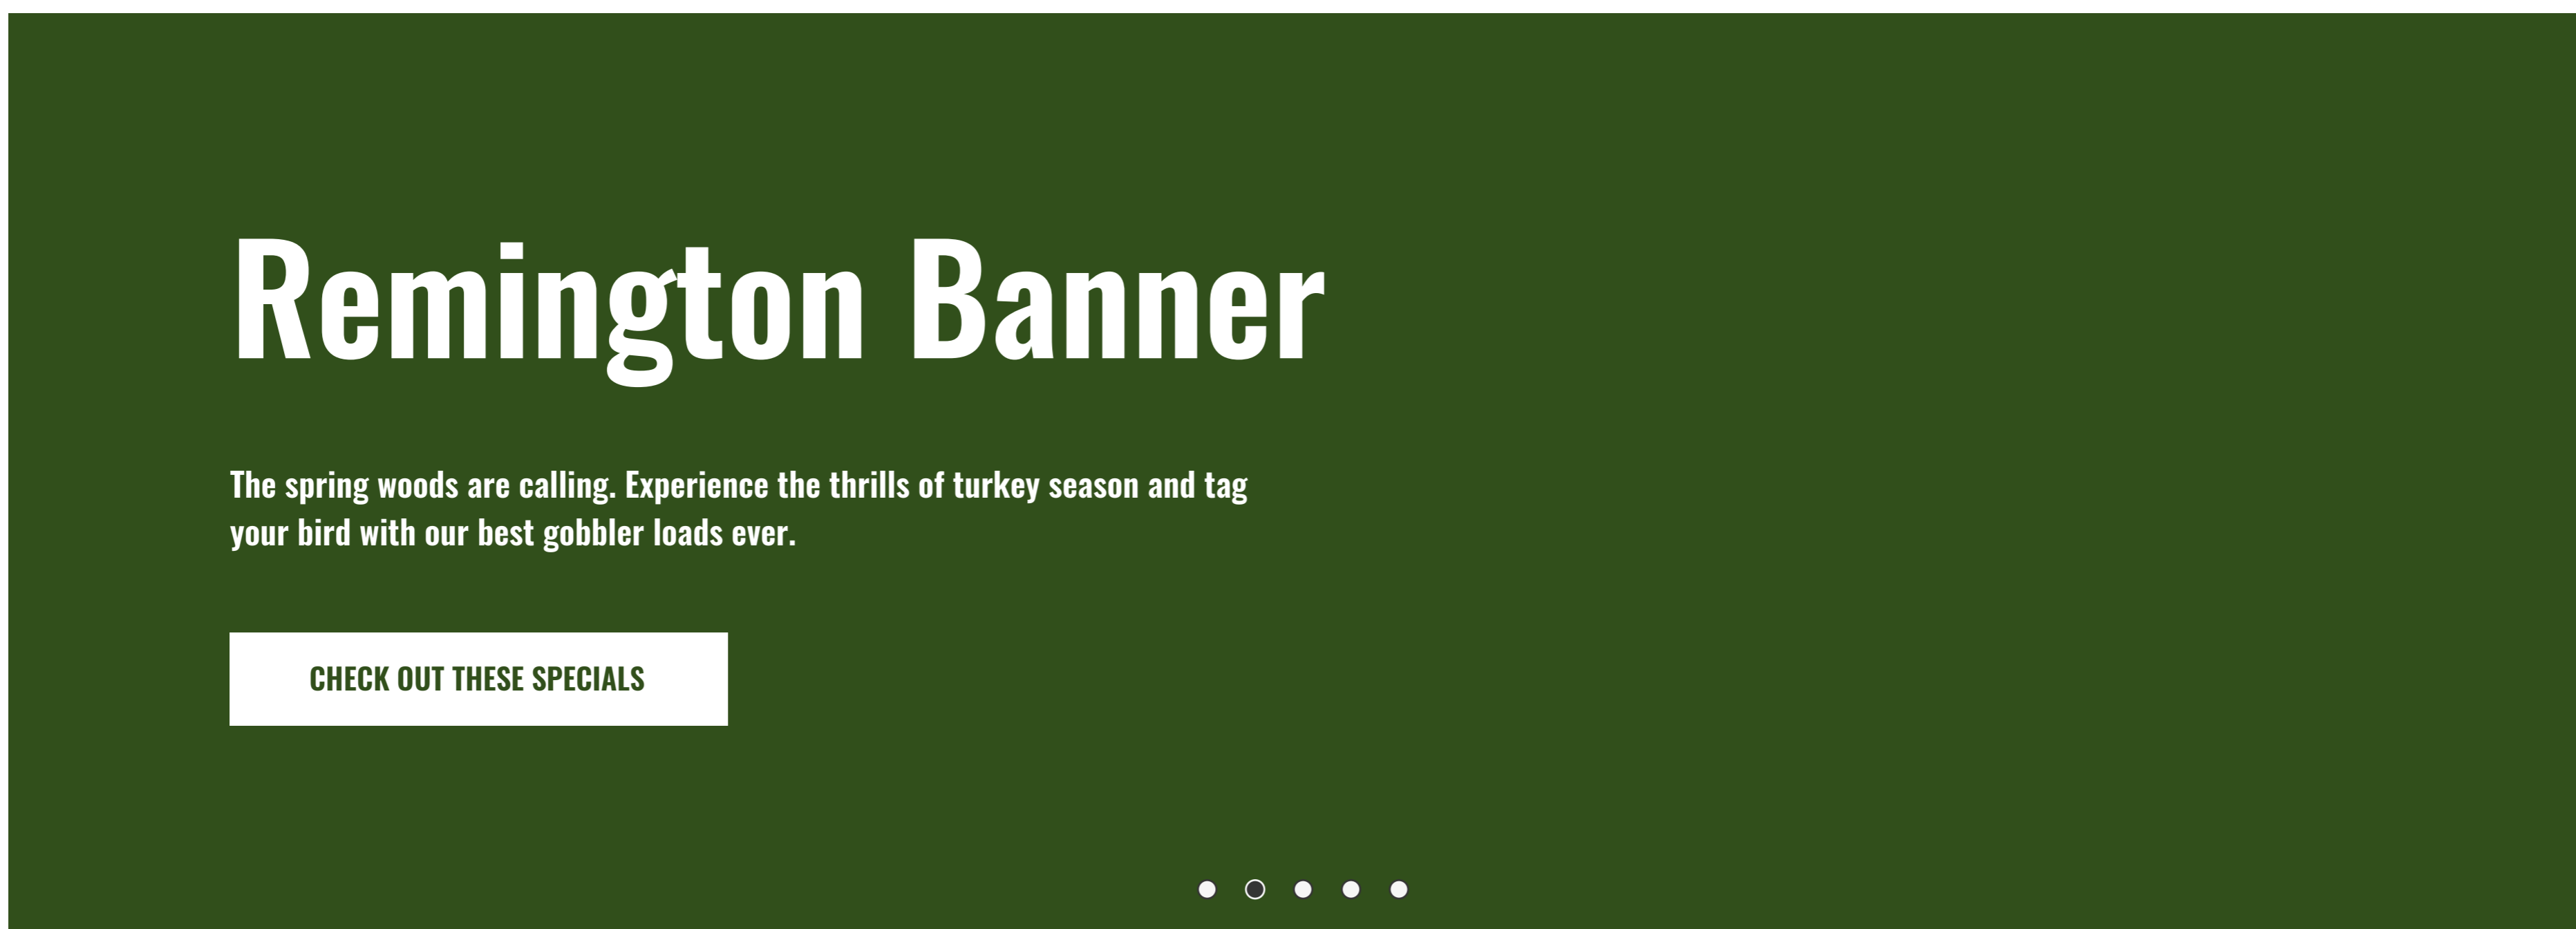 Remington Banner
The spring woods are calling. Experience the thrills of turkey season and tag
your bird with our best gobbler loads ever.
CHECK OUT THESE SPECIALS